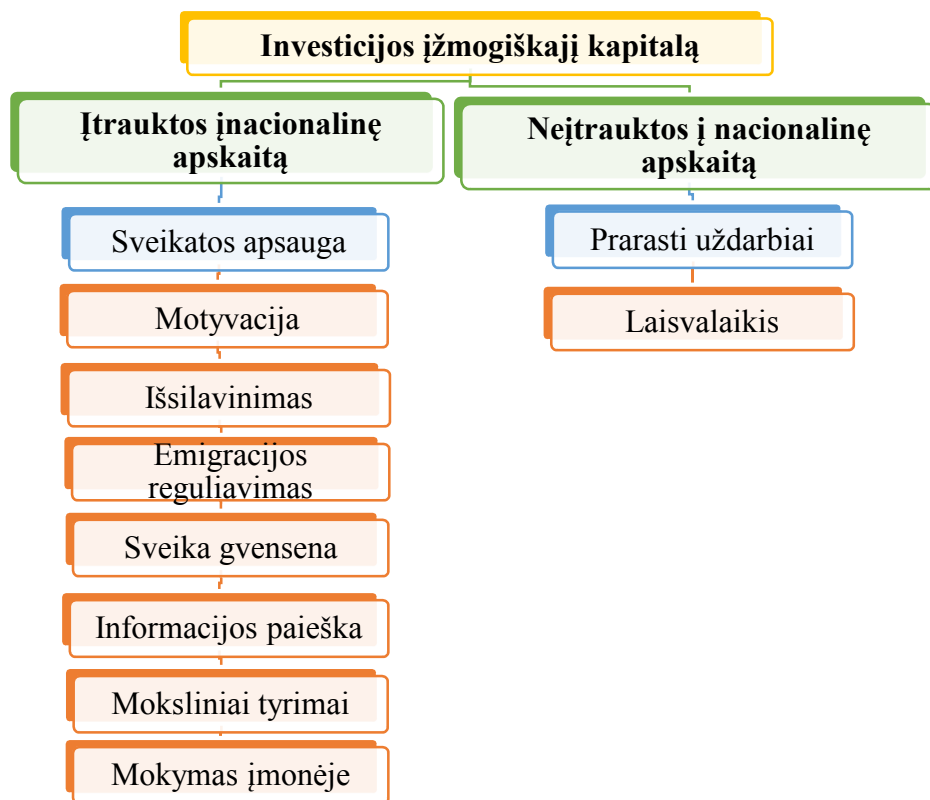 Investicijos įžmogiškajį kapitalą
Įtrauktos įnacionalinę
apskaitą
Sveikatos apsauga
Motyvacija
Išsilavinimas
Emigracijos
reguliavimas
Sveika gvensena
Informacijos paieška
Moksliniai tyrimai
Mokymas įmonėje
Neįtrauktos į nacionalinę
apskaitą
Prarasti uždarbiai
Laisvalaikis